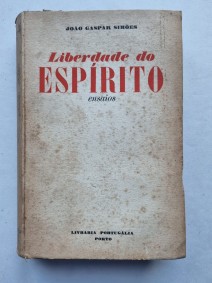 JOÃO GASPAR SIMÕES
Liberdade do
ESPÍRITO
ensaios
LIVRARIA PORTUGÁLIA
PORTO